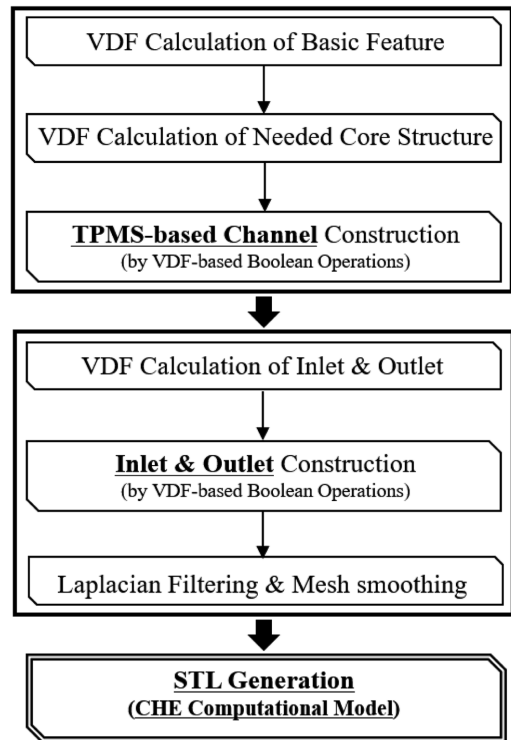 VDF Calculation of Basic Feature
VDF Calculation of Needed Core Structure
TPMS-based Channel Construction
(by VDF-based Boolean Operations)
VDF Calculation of Inlet & Outlet
Inlet & Outlet Construction
(by VDF-based Boolean Operations)
Laplacian Filtering & Mesh smoothing
STL Generation
(CHE Computational Model)